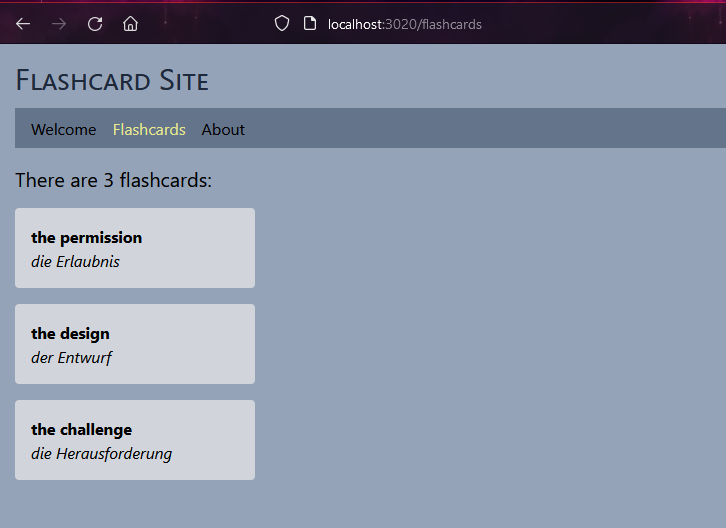 localhost:3020/flashcards
Flashcard Site
Welcome Flashcards About
There are 3 flashcards:
the permission
die Erlaubnis
the design
der Entwurf
the challenge
die Herausforderung